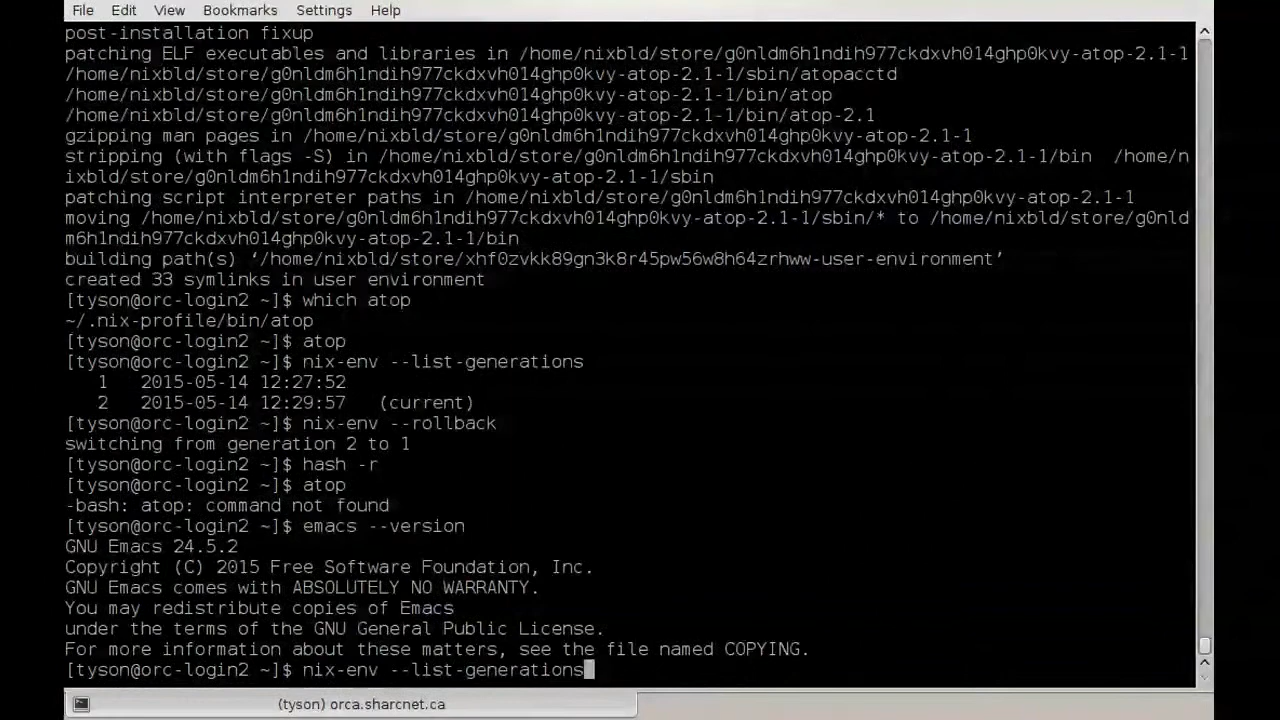 File Edit View Bookmarks Settings Help
post-installation fixup
patching ELF executables and libraries in /home/nixbld/store/g0nldm6h1ndih977ckdxvh014ghp0kvy-atop-2.1-1
/home/nixbld/store/g0nldm6h1ndih977ckdxvh014ghp0kvy-atop-2.1-1/sbin/atopacctd
/home/nixbld/store/g0nldm6h1ndih977ckdxvh014ghp0kvy-atop-2.1-1/bin/atop
/home/nixbld/store/g0nldm6h1ndih977ckdxvh014ghp0kvy-atop-2.1-1/bin/atop-2.1
gzipping man pages in /home/nixbld/store/g0nldm6h1ndih977ckdxvh014ghp0kvy-atop-2.1-1
stripping (with flags -S) in /home/nixbld/store/g0nldm6h1ndih977ckdxvh014ghp0kvy-atop-2.1-1/bin  /home/n
ixbld/store/g0nldm6h1ndih977ckdxvh014ghp0kvy-atop-2.1-1/sbin
patching script interpreter paths in /home/nixbld/store/g0nldm6h1ndih977ckdxvh014ghp0kvy-atop-2.1-1
moving /home/nixbld/store/g0nldm6h1ndih977ckdxvh014ghp0kvy-atop-2.1-1/sbin/* to /home/nixbld/store/g0nld
m6h1ndih977ckdxvh014ghp0kvy-atop-2.1-1/bin
building path(s) ‘/home/nixbld/store/xhf0zvkk89gn3k8r45pw56w8h64zrhww-user-environment’
created 33 symlinks in user environment
[tyson@orc-login2 ~]$ which atop
~/.nix-profile/bin/atop
[tyson@orc-login2 ~]$ atop
[tyson@orc-login2 ~]$ nix-env --list-generations
1 2015-05-14 12:27:52
2 2015-05-14 12:29:57 (current)
[tyson@orc-login2 ~]$ nix-env --rollback
switching from generation 2 to 1
[tyson@orc-login2 ~]$ hash -r
[tyson@orc-login2 ~]$ atop
-bash: atop: command not found
[tyson@orc-login2 ~]$ emacs --version
GNU Emacs 24.5.2
Copyright (C) 2015 Free Software Foundation, Inc.
GNU Emacs comes with ABSOLUTELY NO WARRANTY.
You may redistribute copies of Emacs
under the terms of the GNU General Public License.
For more information about these matters, see the file named COPYING.
[tyson@orc-login2 ~]$ nix-env --list-generations
(tyson) orca.sharcnet.ca